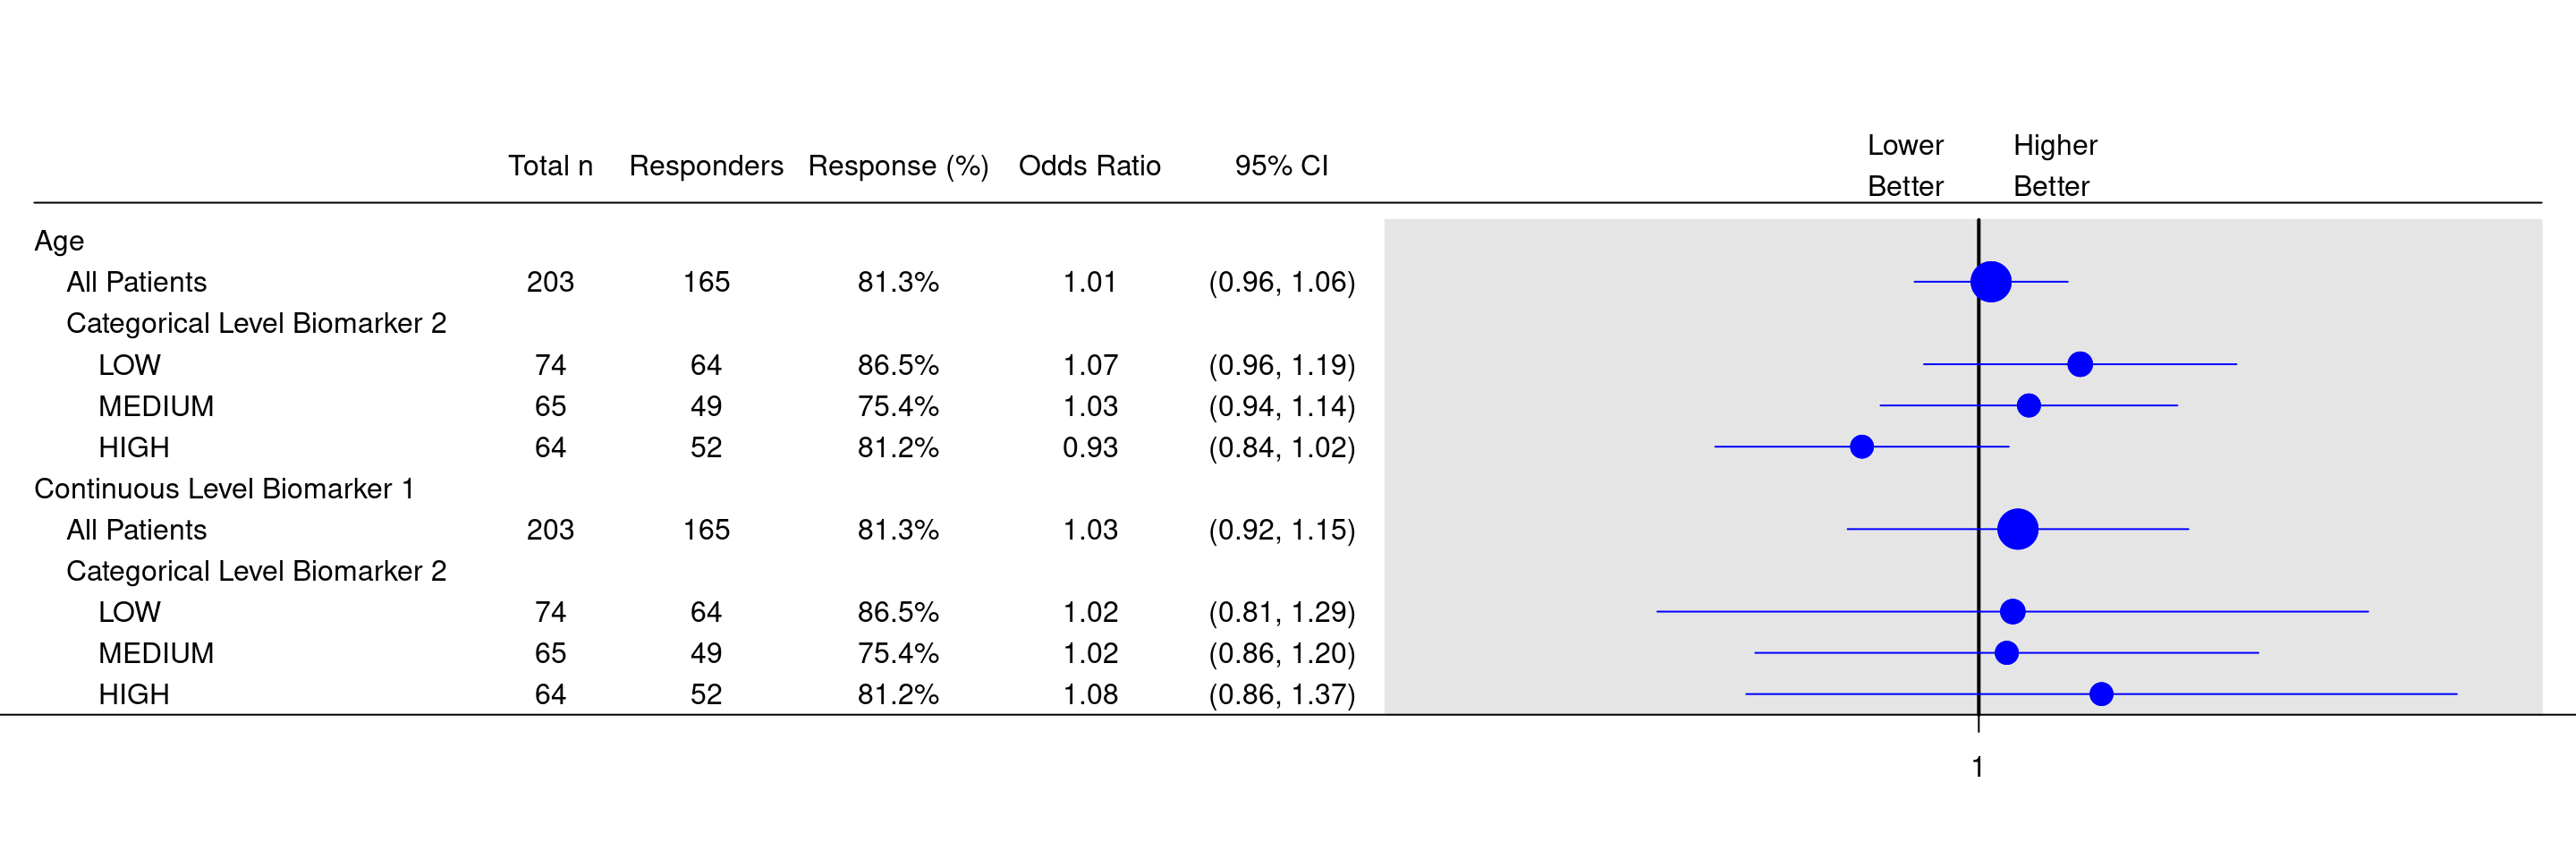 Lower Higher
Total n Responders Response (%) Odds Ratio 95% CI
Better Better
Age
All Patients 203 165 81.3% 1.01 (0.96, 1.06)
Categorical Level Biomarker 2
LOW 74 64 86.5% 1.07 (0.96, 1.19)
MEDIUM 65 49 75.4% 1.03 (0.94, 1.14)
HIGH 64 52 81.2% 0.93 (0.84, 1.02)
Continuous Level Biomarker 1
All Patients 203 165 81.3% 1.03 (0.92, 1.15)
Categorical Level Biomarker 2
LOW 74 64 86.5% 1.02 (0.81, 1.29)
MEDIUM 65 49 75.4% 1.02 (0.86, 1.20)
HIGH 64 52 81.2% 1.08 (0.86, 1.37)
1